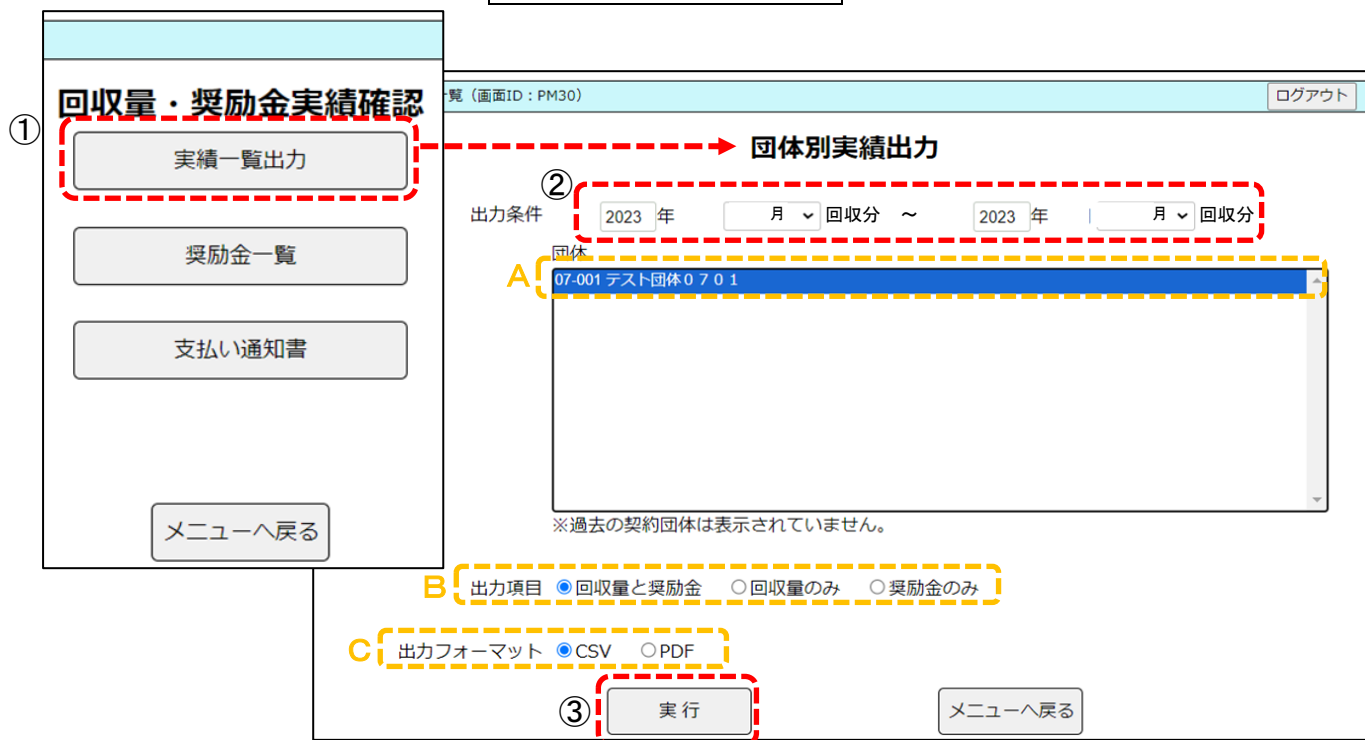 回収量・奨励金実績確認
①
実績一覧出力
奨励金一覧
支払い通知書
メニューへ戻る
覧（画面ID：PM30）
ログアウト
団体別実績出力
②
出力条件 2023 年 月 回収分 ～ 2023 年 月 回収分
団体
A 07-001 テスト団体０７０１
※過去の契約団体は表示されていません。
B 出力項目 回収量と奨励金 回収量のみ 奨励金のみ
C 出力フォーマット CSV PDF
③ 実 行 メニューへ戻る